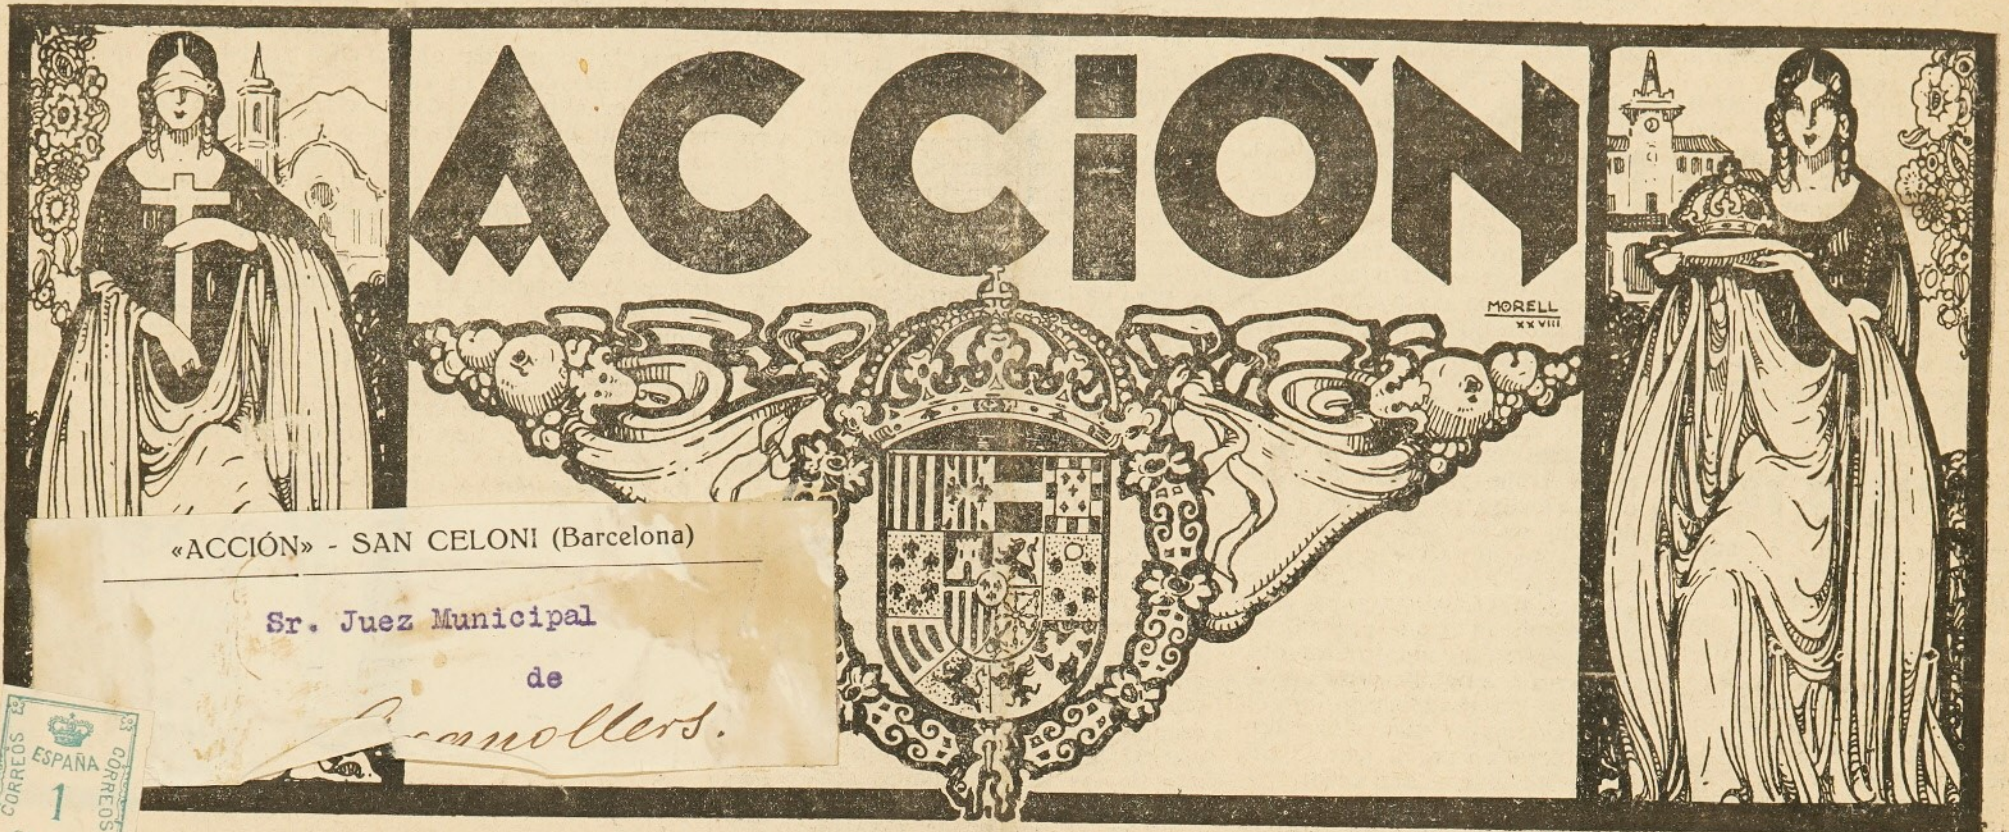 ACCIÓN
MORELL
XXVIII
«ACCIÓN» - SAN CELONI (Barcelona)
Sr. Juez Municipal
de
CORREOS
ESPAÑA
CORREOS
1